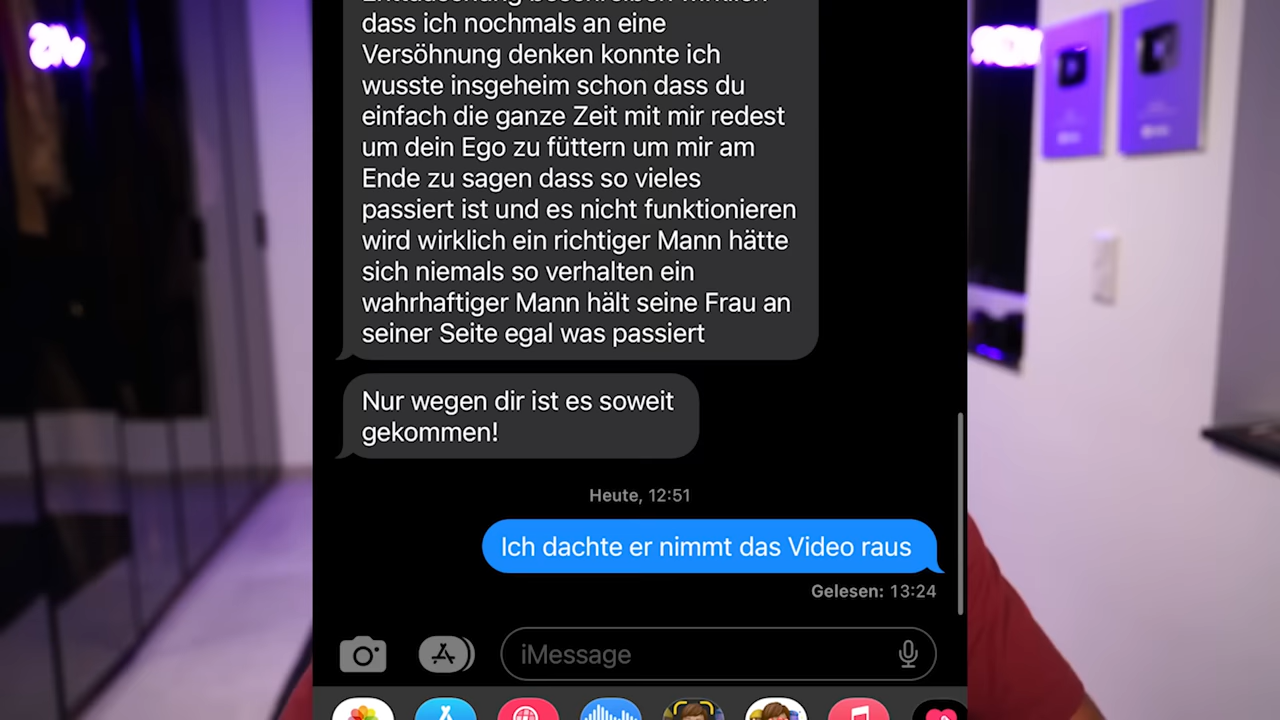 dass ich nochmals an eine
Versöhnung denken konnte ich
wusste insgeheim schon dass du
einfach die ganze Zeit mit mir redest
um dein Ego zu füttern um mir am
Ende zu sagen dass so vieles
passiert ist und es nicht funktionieren
wird wirklich ein richtiger Mann hätte
sich niemals so verhalten ein
wahrhaftiger Mann hält seine Frau an
seiner Seite egal was passiert
Nur wegen dir ist es soweit
gekommen!
Heute, 12:51
Ich dachte er nimmt das Video raus
Gelesen: 13:24
iMessage